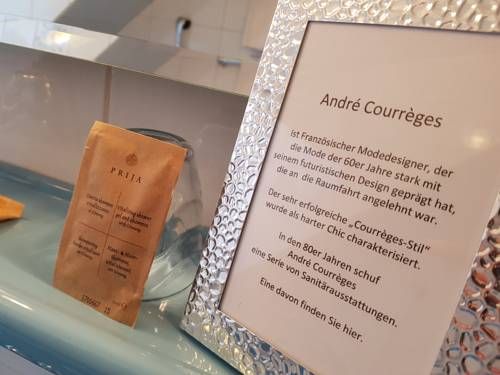 PRIJA
André Courrèges
ist Französischer Modedesigner, der
die Mode der 60er Jahre stark mit
seinem futuristischen Design geprägt hat,
die an die Raumfahrt angelehnt war.
Der sehr erfolgreiche „Courrèges-Stil“
wurde als harter Chic charakterisiert.
In den 80er Jahren schuf
André Courrèges
eine Serie von Sanitärausstattungen.
Eine davon finden Sie hier.